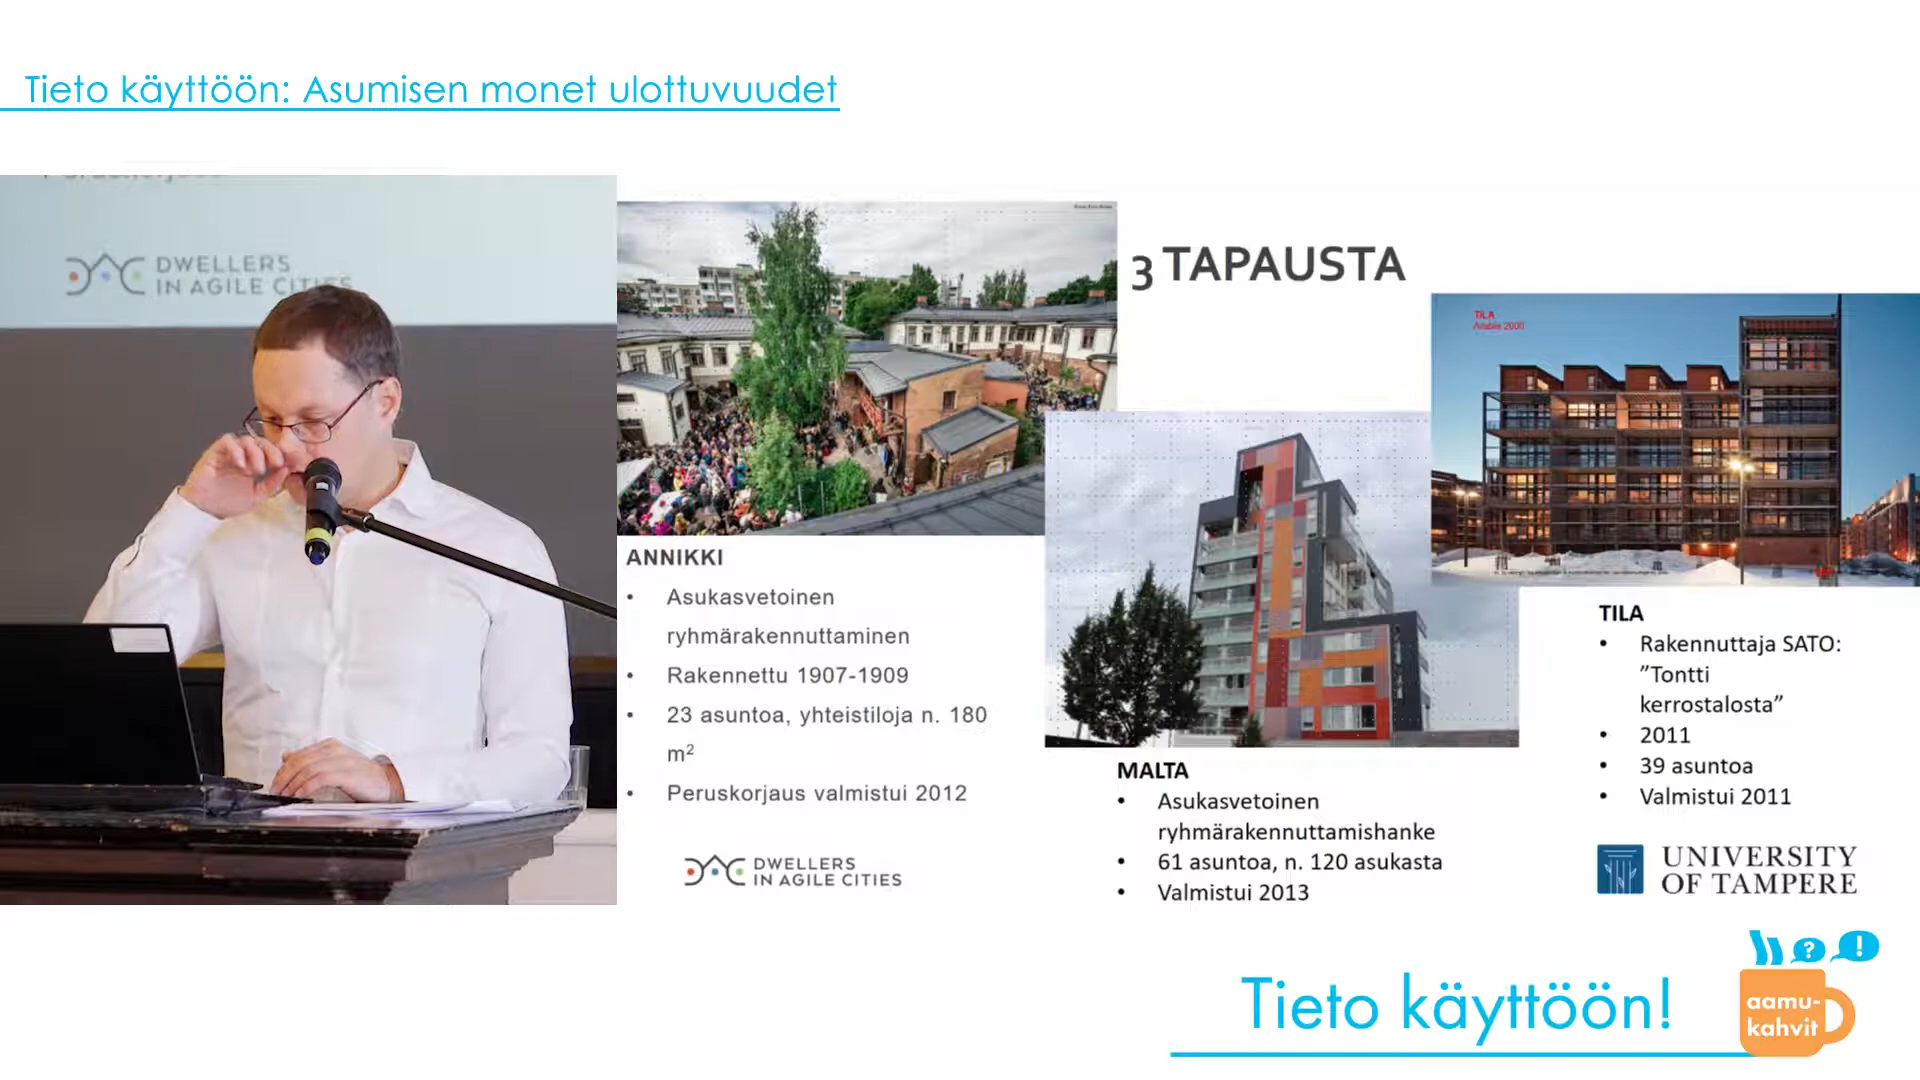 Tieto käyttöön: Asumisen monet ulottuvuudet
DWELLERS
IN AGILE CITIES
3 TAPAUSTA
TILA
Arabia 2000
ANNIKKI
• Asukasvetoinen
ryhmärakennuttaminen
• Rakennettu 1907-1909
• 23 asuntoa, yhteistiloja n. 180
m²
• Peruskorjaus valmistui 2012
DWELLERS
IN AGILE CITIES
MALTA
• Asukasvetoinen
ryhmärakennuttamishanke
• 61 asuntoa, n. 120 asukasta
• Valmistui 2013
TILA
• Rakennuttaja SATO:
”Tontti
kerrostalosta”
• 2011
• 39 asuntoa
• Valmistui 2011
UNIVERSITY
OF TAMPERE
Tieto käyttöön!
? !
aamu-
kahvit